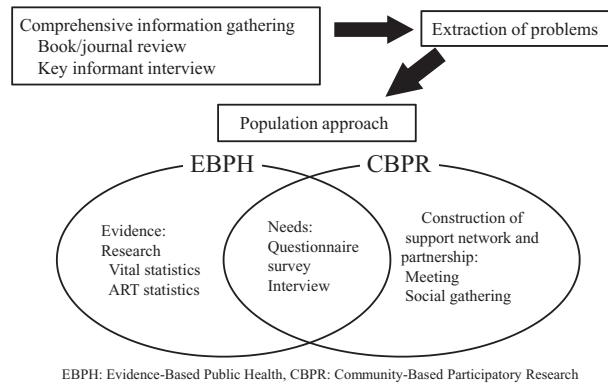 Comprehensive information gathering
Book/journal review
Key informant interview
Extraction of problems
Population approach
EBPH
CBPR
Evidence:
Research
Vital statistics
ART statistics
Needs:
Questionnaire
survey
Interview
Construction of
support network and
partnership:
Meeting
Social gathering
EBPH: Evidence-Based Public Health, CBPR: Community-Based Participatory Research